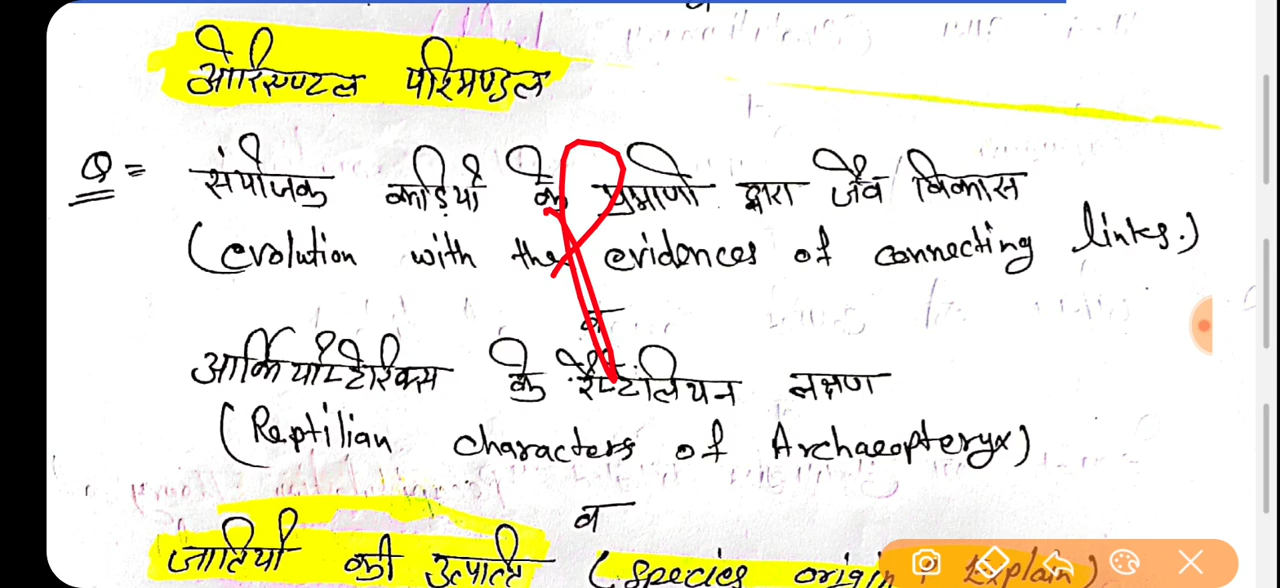 ओरिएण्टल परिमण्डल
Q = संयोजक कड़ियों के प्रमाणों द्वारा जैव विकास
(evolution with the evidences of connecting links.)
व
आर्कियोप्टेरिक्स के रैप्टिलियन लक्षण
(Reptilian characters of Archaeopteryx)
व
जातियों की उत्पत्ति (species origin Explain)